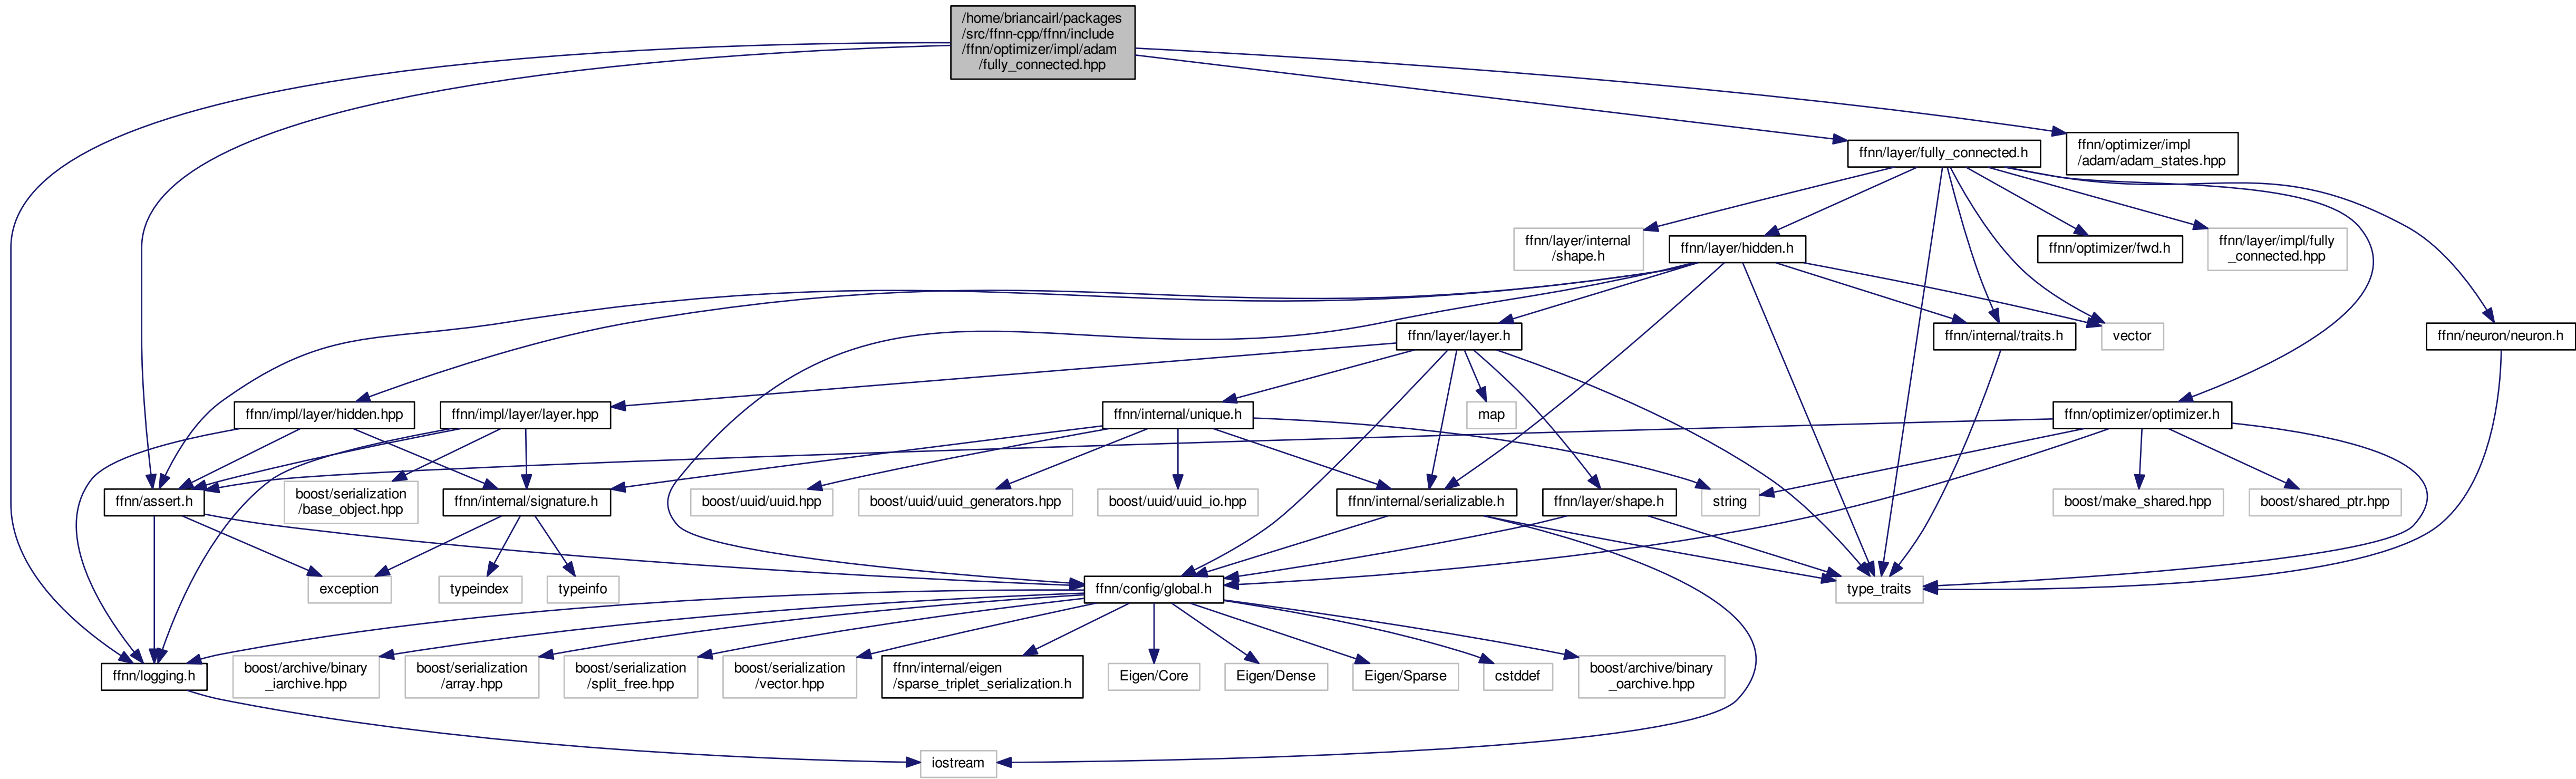 /home/briancairl/packages
/src/ffnn-cpp/ffnn/include
/ffnn/optimizer/impl/adam
/fully_connected.hpp
ffnn/layer/fully_connected.h
ffnn/optimizer/impl
/adam/adam_states.hpp
ffnn/layer/internal
/shape.h
ffnn/layer/hidden.h
ffnn/optimizer/fwd.h
ffnn/layer/impl/fully
_connected.hpp
ffnn/layer/layer.h
ffnn/internal/traits.h
vector
ffnn/neuron/neuron.h
ffnn/impl/layer/hidden.hpp
ffnn/impl/layer/layer.hpp
ffnn/internal/unique.h
map
ffnn/optimizer/optimizer.h
ffnn/assert.h
boost/serialization
/base_object.hpp
ffnn/internal/signature.h
boost/uuid/uuid.hpp
boost/uuid/uuid_generators.hpp
boost/uuid/uuid_io.hpp
ffnn/internal/serializable.h
ffnn/layer/shape.h
string
boost/make_shared.hpp
boost/shared_ptr.hpp
exception
typeindex
typeinfo
ffnn/config/global.h
type_traits
ffnn/logging.h
boost/archive/binary
_iarchive.hpp
boost/serialization
/array.hpp
boost/serialization
/split_free.hpp
boost/serialization
/vector.hpp
ffnn/internal/eigen
/sparse_triplet_serialization.h
Eigen/Core
Eigen/Dense
Eigen/Sparse
cstddef
boost/archive/binary
_oarchive.hpp
iostream